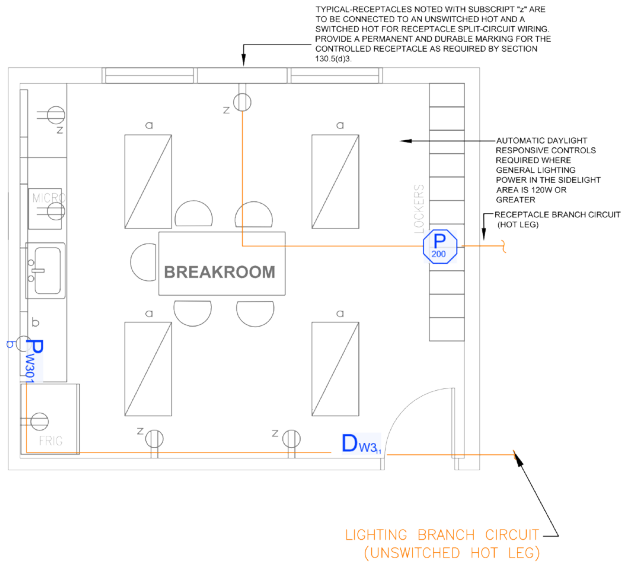 TYPICAL-RECEPTACLES NOTED WITH SUBSCRIPT "z" ARE
TO BE CONNECTED TO AN UNSWITCHED HOT AND A
SWITCHED HOT FOR RECEPTACLE SPLIT-CIRCUIT WIRING.
PROVIDE A PERMANENT AND DURABLE MARKING FOR THE
CONTROLLED RECEPTACLE AS REQUIRED BY SECTION
130.5(d)3.
z
z
a
a
AUTOMATIC DAYLIGHT
RESPONSIVE CONTROLS
REQUIRED WHERE
GENERAL LIGHTING
POWER IN THE SIDELIGHT
AREA IS 120W OR
GREATER
MICRO
LOCKERS
RECEPTACLE BRANCH CIRCUIT
(HOT LEG)
P
200
BREAKROOM
a
a
b
b
P
W301
FRIG
z
z
DW3
LIGHTING BRANCH CIRCUIT
(UNSWITCHED HOT LEG)